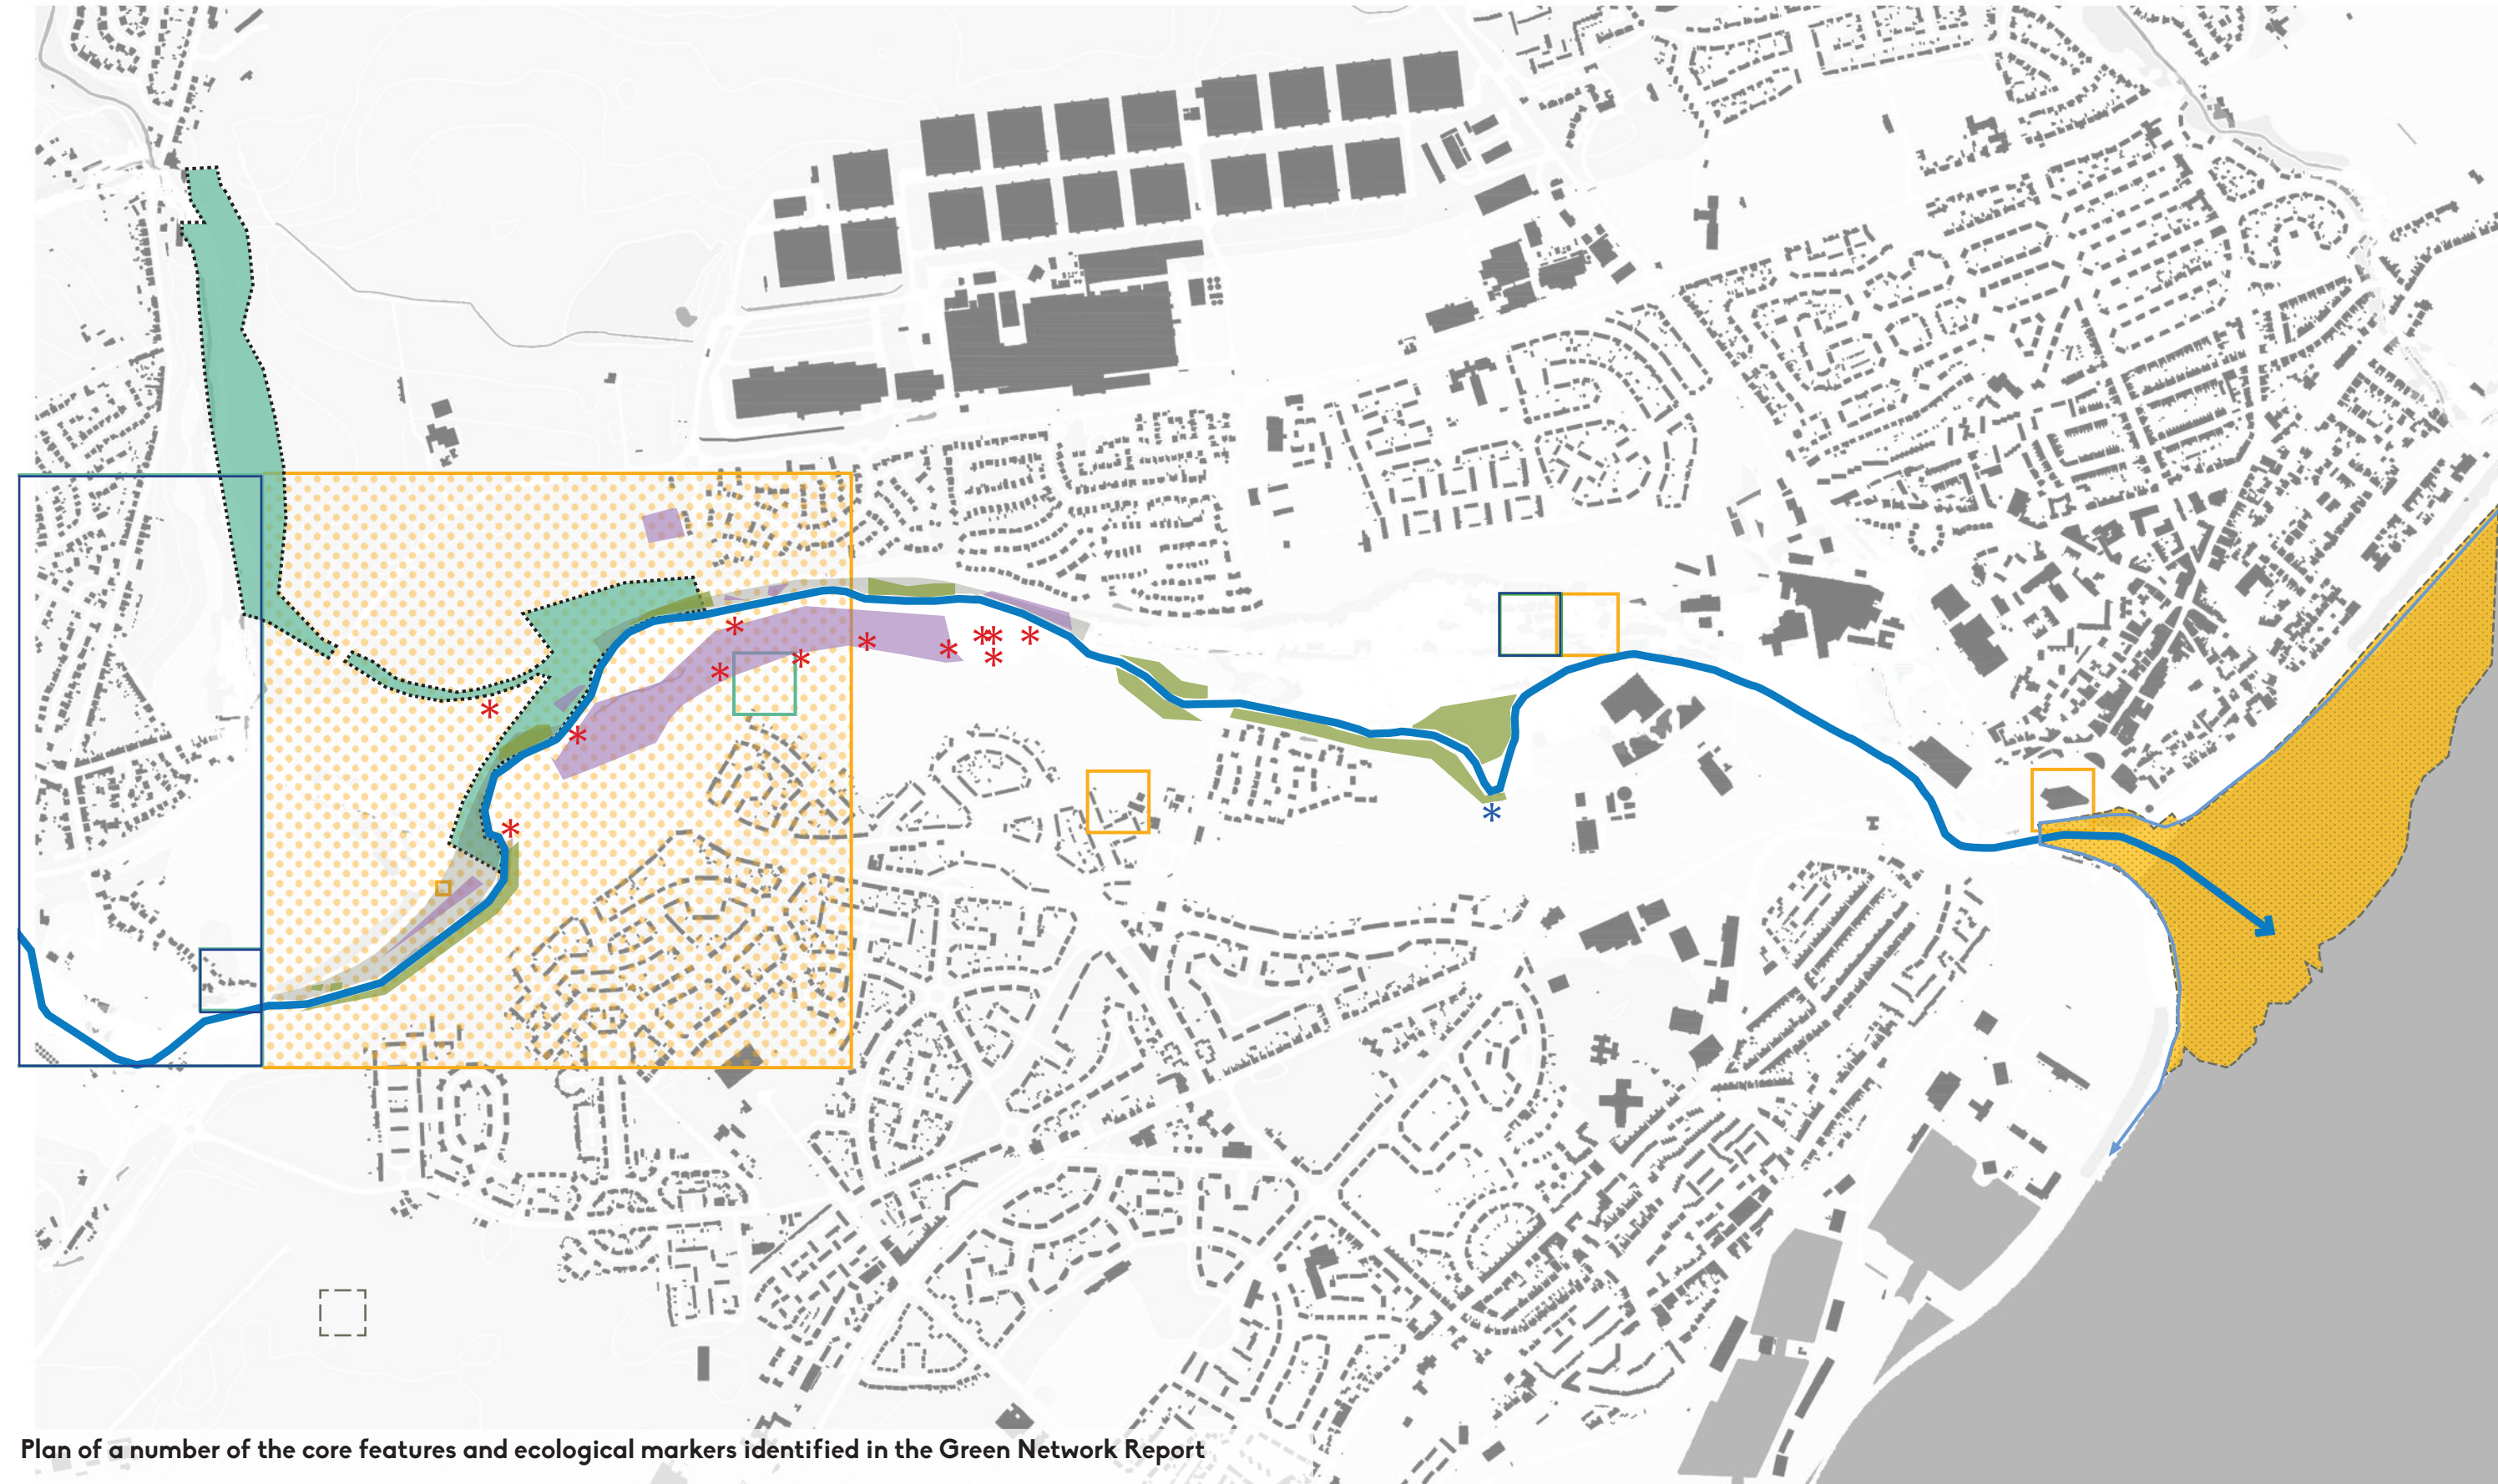 Plan of a number of the core features and ecological markers identified in the Green Network Report